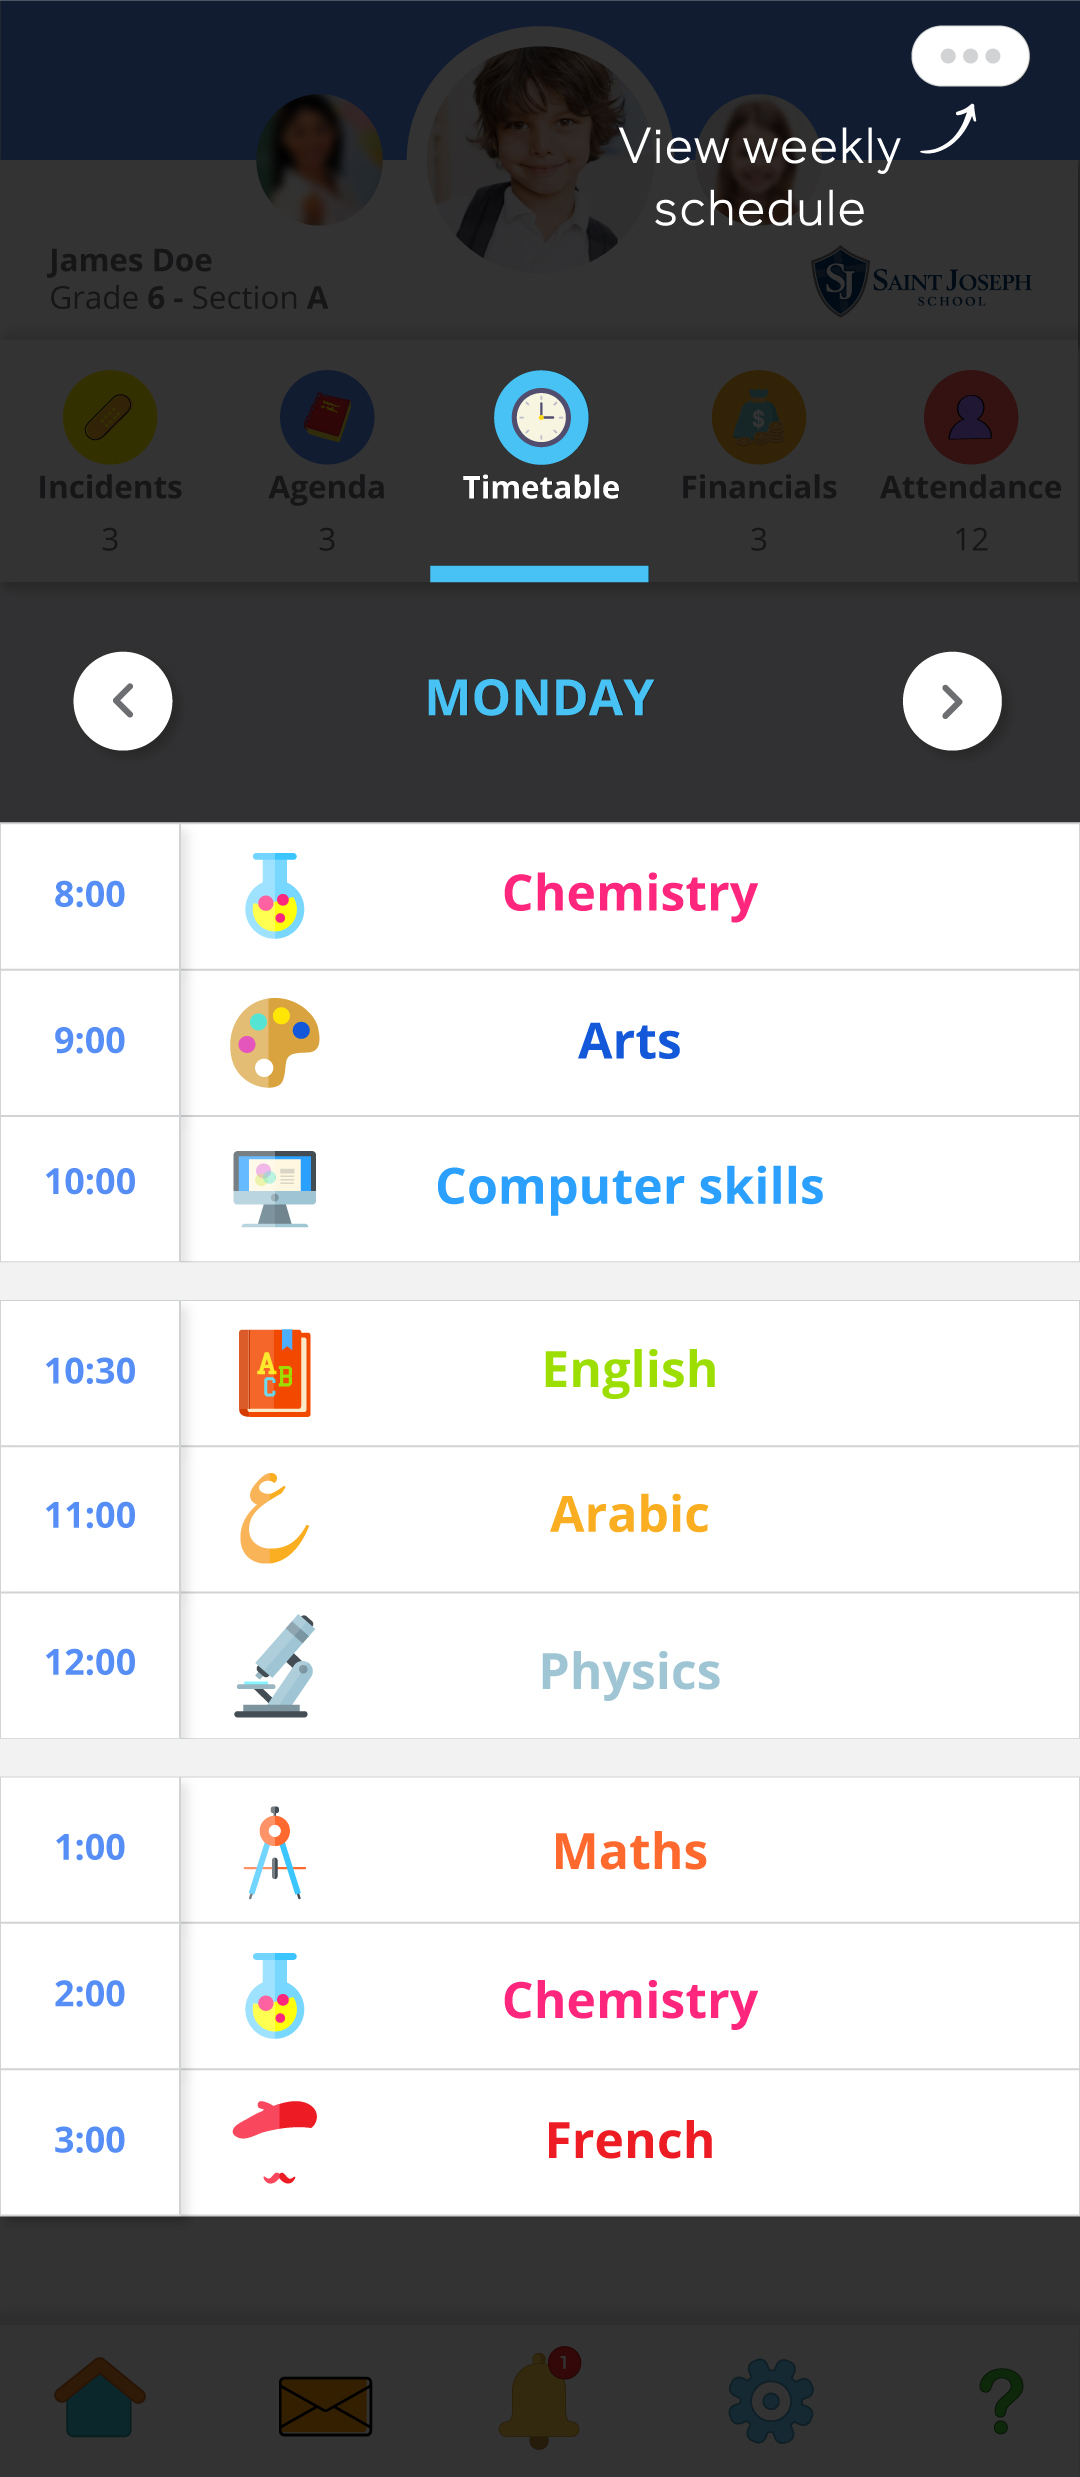 View weekly
schedule
James Doe
Grade 6 - Section A
SJ SAINT JOSEPH
SCHOOL
Incidents Agenda Timetable Financials Attendance
3 3 3 12
MONDAY
8:00 Chemistry
9:00 Arts
10:00 Computer skills
10:30 English
11:00 Arabic
ع
12:00 Physics
1:00 Maths
2:00 Chemistry
3:00 French
1